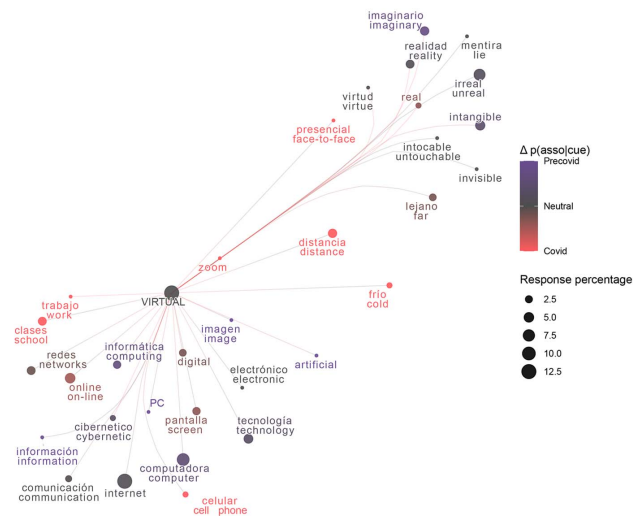 imaginario
imaginary
realidad
reality
mentira
lie
irreal
unreal
virtud
virtue
real
intangible
presencial
face-to-face
intocable
untouchable
invisible
lejano
far
distancia
distance
zoom
VIRTUAL
frio
cold
trabajo
work
clases
school
imagen
image
informática
computing
digital
artificial
redes
networks
electrónico
electronic
online
on-line
PC
pantalla
screen
cibernetico
cybernetic
tecnología
technology
información
information
computadora
computer
comunicación
communication
internet
celular
cell phone
Δ p(asso|cue)
Precovid
Neutral
Covid
Response percentage
2.5
5.0
7.5
10.0
12.5